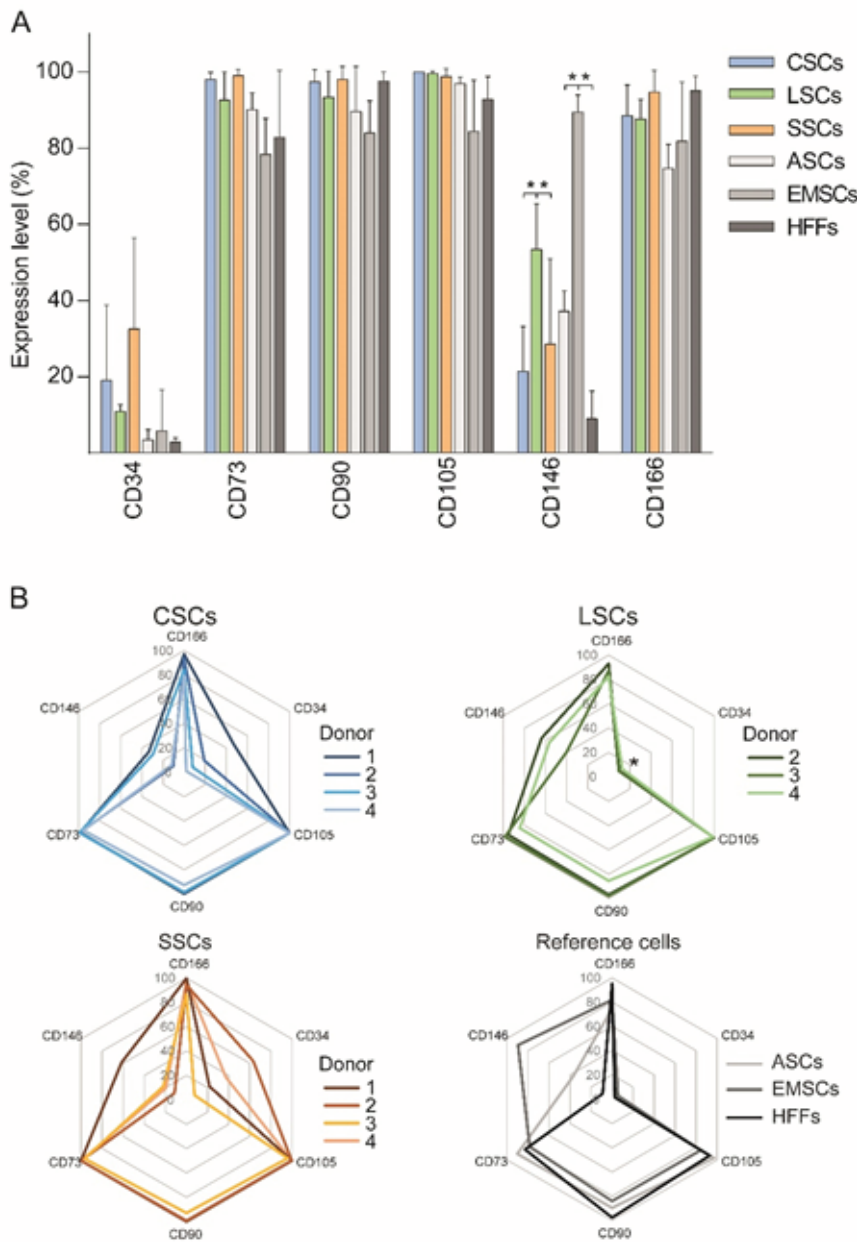 A
Expression level (%)
100
80
60
40
20
**
**
CD34
CD73
CD90
CD105
CD146
CD166
CSCs
LSCs
SSCs
ASCs
EMSCs
HFFs
B
CSCs
CD166
100
80
60
40
20
0
CD146
CD34
CD73
CD105
CD90
Donor
1
2
3
4
LSCs
CD166
100
80
60
40
20
0
CD146
CD34
*
CD73
CD105
CD90
Donor
2
3
4
SSCs
CD166
100
80
60
40
20
0
CD146
CD34
CD73
CD105
CD90
Donor
1
2
3
4
Reference cells
CD166
100
80
60
40
20
0
CD146
CD34
CD73
CD105
CD90
ASCs
EMSCs
HFFs